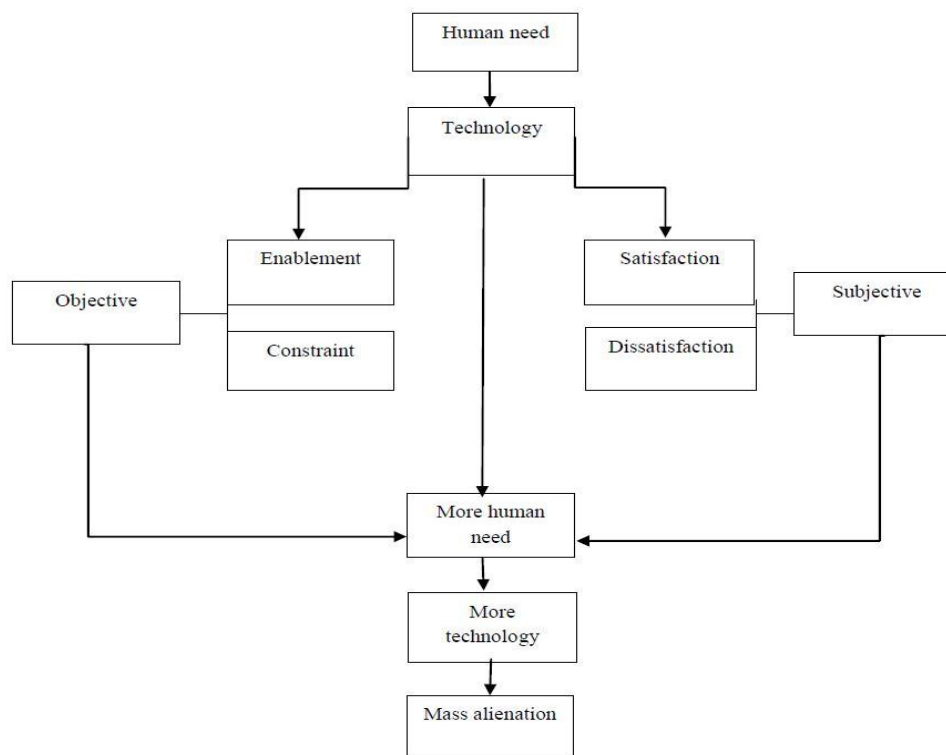 Human need
Technology
Enablement
Satisfaction
Objective
Subjective
Constraint
Dissatisfaction
More human
need
More
technology
Mass alienation